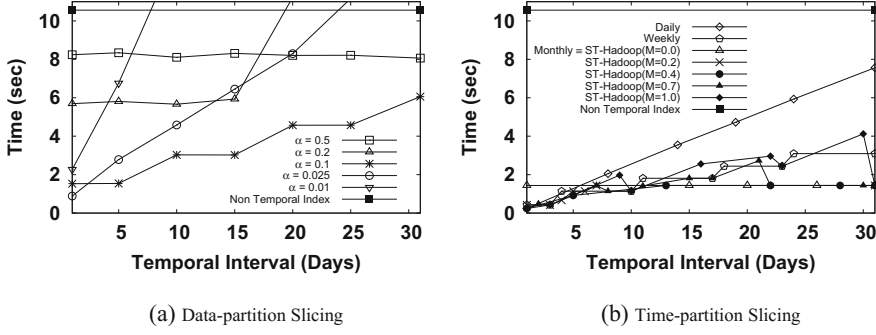 10
8
6
4
2
0
Time (sec)
5 10 15 20 25 30
Temporal Interval (Days)
α = 0.5
α = 0.2
α = 0.1
α = 0.025
α = 0.01
Non Temporal Index
(a) Data-partition Slicing
10
8
6
4
2
0
Time (sec)
5 10 15 20 25 30
Temporal Interval (Days)
Daily
Weekly
Monthly = ST-Hadoop(M=0.0)
ST-Hadoop(M=0.2)
ST-Hadoop(M=0.4)
ST-Hadoop(M=0.7)
ST-Hadoop(M=1.0)
Non Temporal Index
(b) Time-partition Slicing